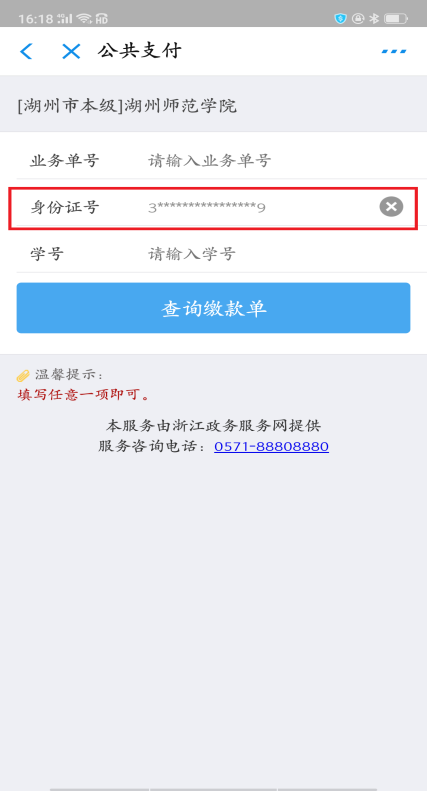 16:18
公共支付
[湖州市本级]湖州师范学院
业务单号 请输入业务单号
身份证号 3****************9
学号 请输入学号
查询缴款单
温馨提示：
填写任意一项即可。
本服务由浙江政务服务网提供
服务咨询电话：0571-88808880